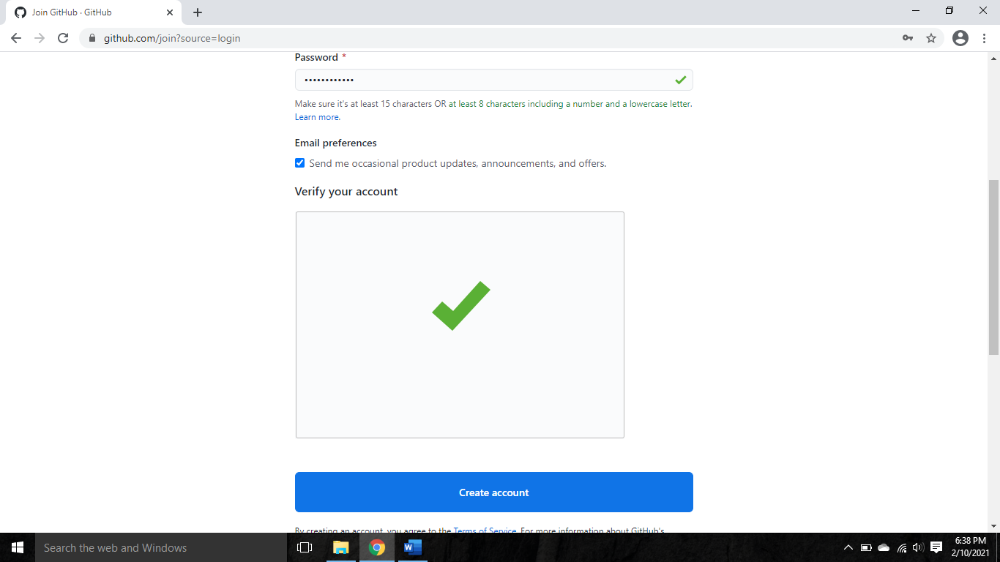 Join GitHub · GitHub
github.com/join?source=login
Password *
••••••••••••
Make sure it's at least 15 characters OR at least 8 characters including a number and a lowercase letter.
Learn more.
Email preferences
Send me occasional product updates, announcements, and offers.
Verify your account
Create account
By creating an account, you agree to the Terms of Service. For more information about GitHub's
Search the web and Windows
6:38 PM
2/10/2021